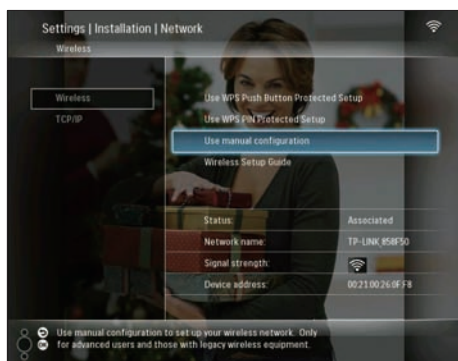 Settings | Installation | Network
Wireless
Wireless
TCP/IP
Use WPS Push Button Protected Setup
Use WPS PIN Protected Setup
Use manual configuration
Wireless Setup Guide
Status: Associated
Network name: TP-LINK_858F50
Signal strength:
Device address: 00:21:00:26:0F:F8
Use manual configuration to set up your wireless network. Only
OK for advanced users and those with legacy wireless equipment.